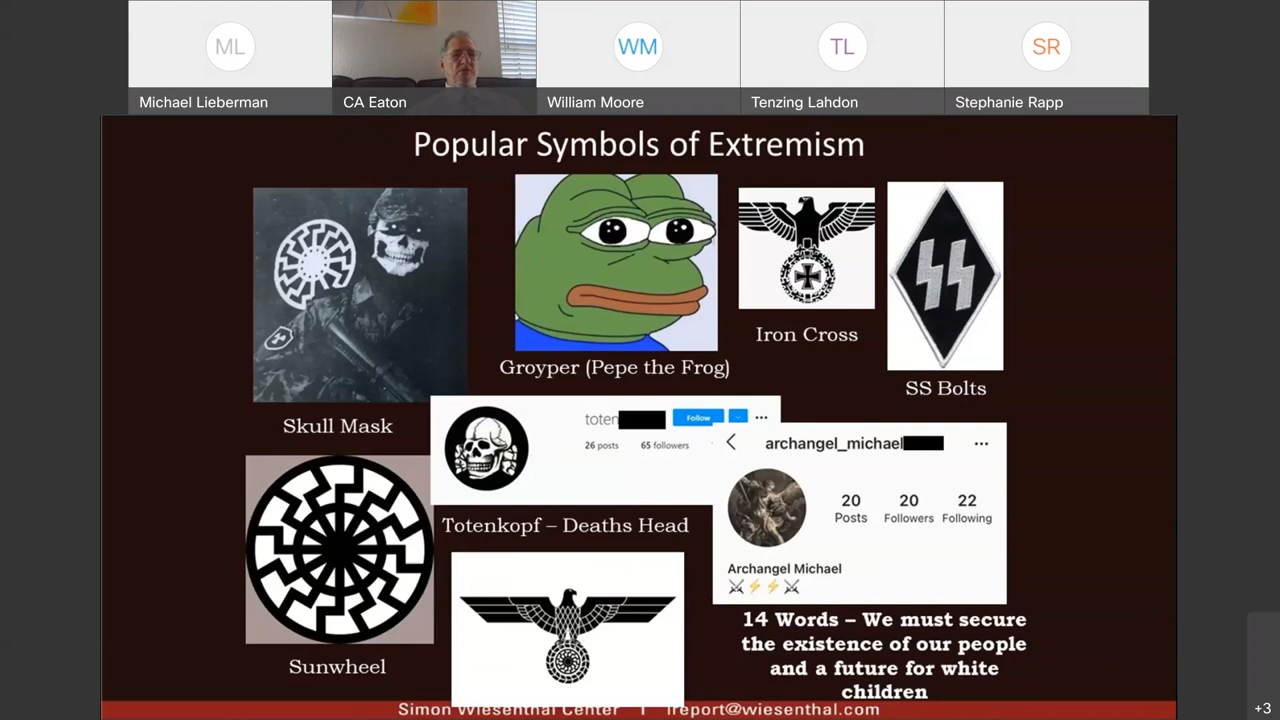 ML
WM
TL
SR
Michael Lieberman
CA Eaton
William Moore
Tenzing Lahdon
Stephanie Rapp
Popular Symbols of Extremism
Skull Mask
Groyper (Pepe the Frog)
Iron Cross
SS Bolts
toten
Follow
26 posts 65 followers
Totenkopf – Deaths Head
archangel_michael
20 20 22
Posts Followers Following
Archangel Michael
Sunwheel
14 Words – We must secure
the existence of our people
and a future for white
children
Simon Wiesenthal Center | ireport@wiesenthal.com
+3